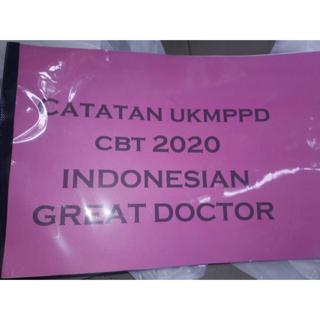 CATATAN UKMPPD
CBT 2020
INDONESIAN
GREAT DOCTOR